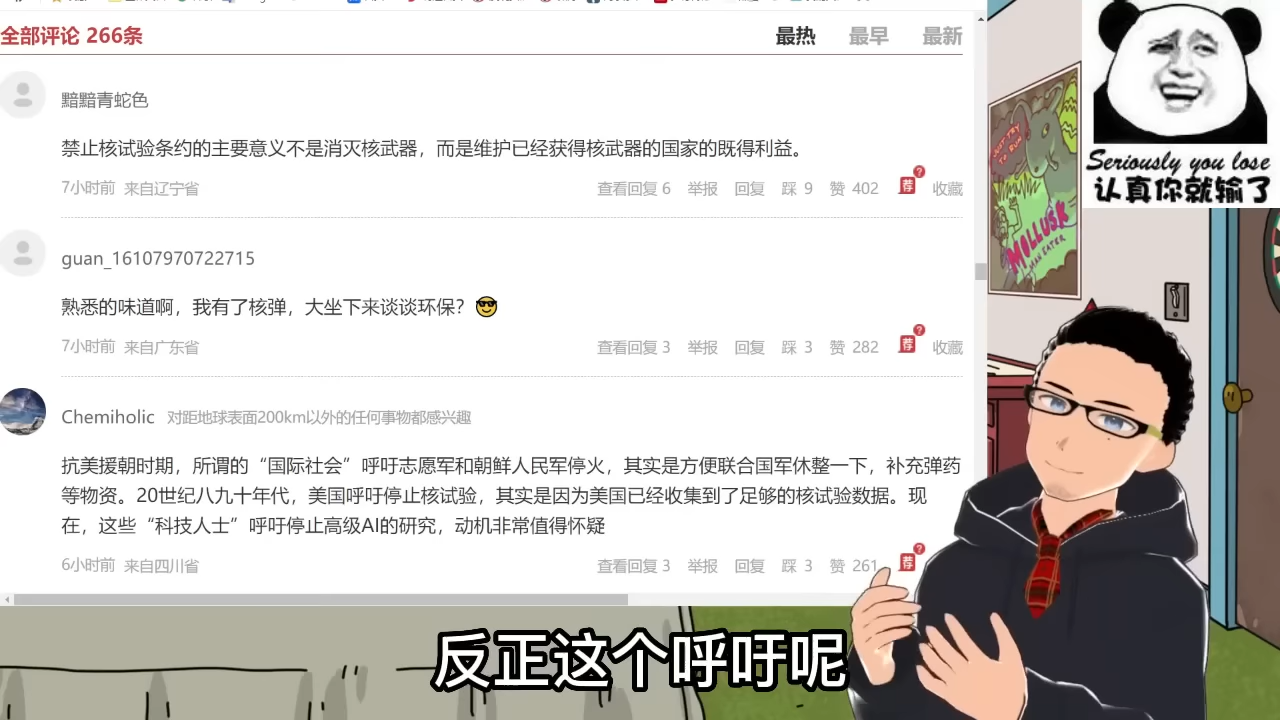 全部评论 266条
最热 最早 最新
黯黯青蛇色
禁止核试验条约的主要意义不是消灭核武器，而是维护已经获得核武器的国家的既得利益。
7小时前 来自辽宁省 查看回复 6 举报 回复 踩 9 赞 402 荐 ? 收藏
guan_16107970722715
熟悉的味道啊，我有了核弹，大坐下来谈谈环保？😎
7小时前 来自广东省 查看回复 3 举报 回复 踩 3 赞 282 荐 ? 收藏
Chemiholic 对距地球表面200km以外的任何事物都感兴趣
抗美援朝时期，所谓的“国际社会”呼吁志愿军和朝鲜人民军停火，其实是方便联合国军休整一下，补充弹药
等物资。20世纪八九十年代，美国呼吁停止核试验，其实是因为美国已经收集到了足够的核试验数据。现
在，这些“科技人士”呼吁停止高级AI的研究，动机非常值得怀疑
6小时前 来自四川省 查看回复 3 举报 回复 踩 3 赞 261 荐 ?
Seriously you lose
认真你就输了
MOLLUSK
MAN EATER
反正这个呼吁呢